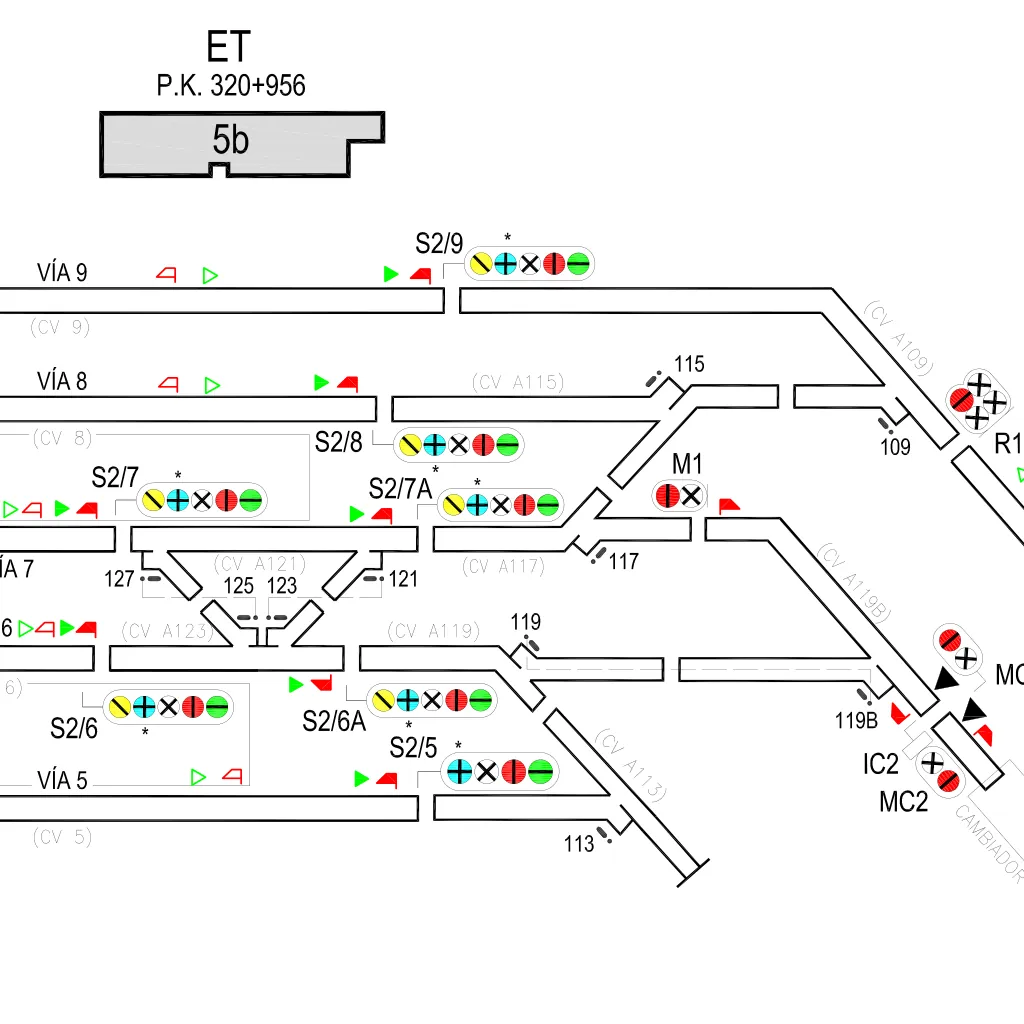 ET
P.K. 320+956
5b
S2/9
*
VÍA 9
(CV 9)
(CV A109)
VÍA 8
(CV A115)
115
(CV 8)
S2/8
*
109
R1
S2/7
*
S2/7A
*
M1
ÍA 7
127
(CV A121)
125
123
121
(CV A117)
117
(CV A119B)
6
(CV A123)
(CV A119)
119
MC
6)
S2/6
*
S2/6A
*
119B
IC2
MC2
S2/5
*
(CV A113)
VÍA 5
(CV 5)
113
CAMBIADOR